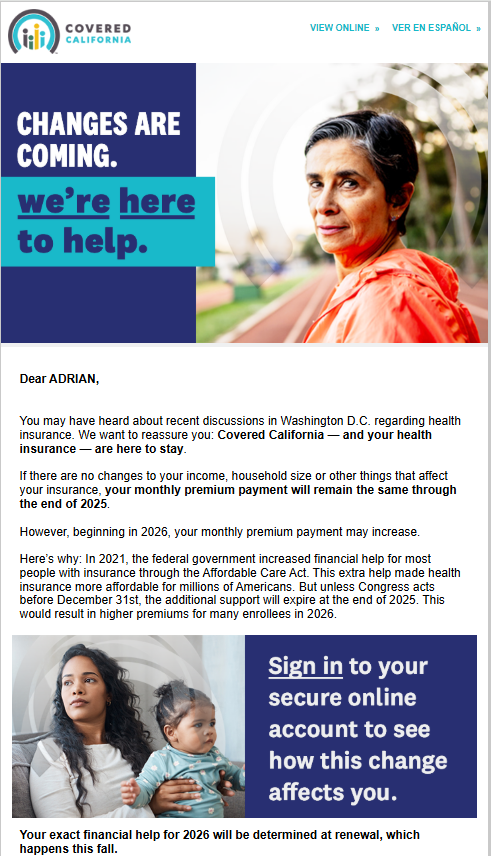 COVERED
CALIFORNIA
VIEW ONLINE »
VER EN ESPAÑOL »
CHANGES ARE
COMING.
we're here
to help.
Dear ADRIAN,
You may have heard about recent discussions in Washington D.C. regarding health
insurance. We want to reassure you: Covered California — and your health
insurance — are here to stay.
If there are no changes to your income, household size or other things that affect
your insurance, your monthly premium payment will remain the same through
the end of 2025.
However, beginning in 2026, your monthly premium payment may increase.
Here's why: In 2021, the federal government increased financial help for most
people with insurance through the Affordable Care Act. This extra help made health
insurance more affordable for millions of Americans. But unless Congress acts
before December 31st, the additional support will expire at the end of 2025. This
would result in higher premiums for many enrollees in 2026.
Sign in to your
secure online
account to see
how this change
affects you.
Your exact financial help for 2026 will be determined at renewal, which
happens this fall.